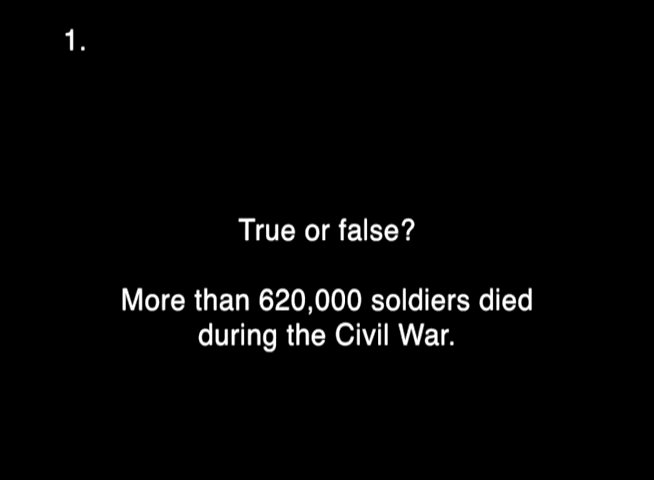 1.
True or false?
More than 620,000 soldiers died
during the Civil War.